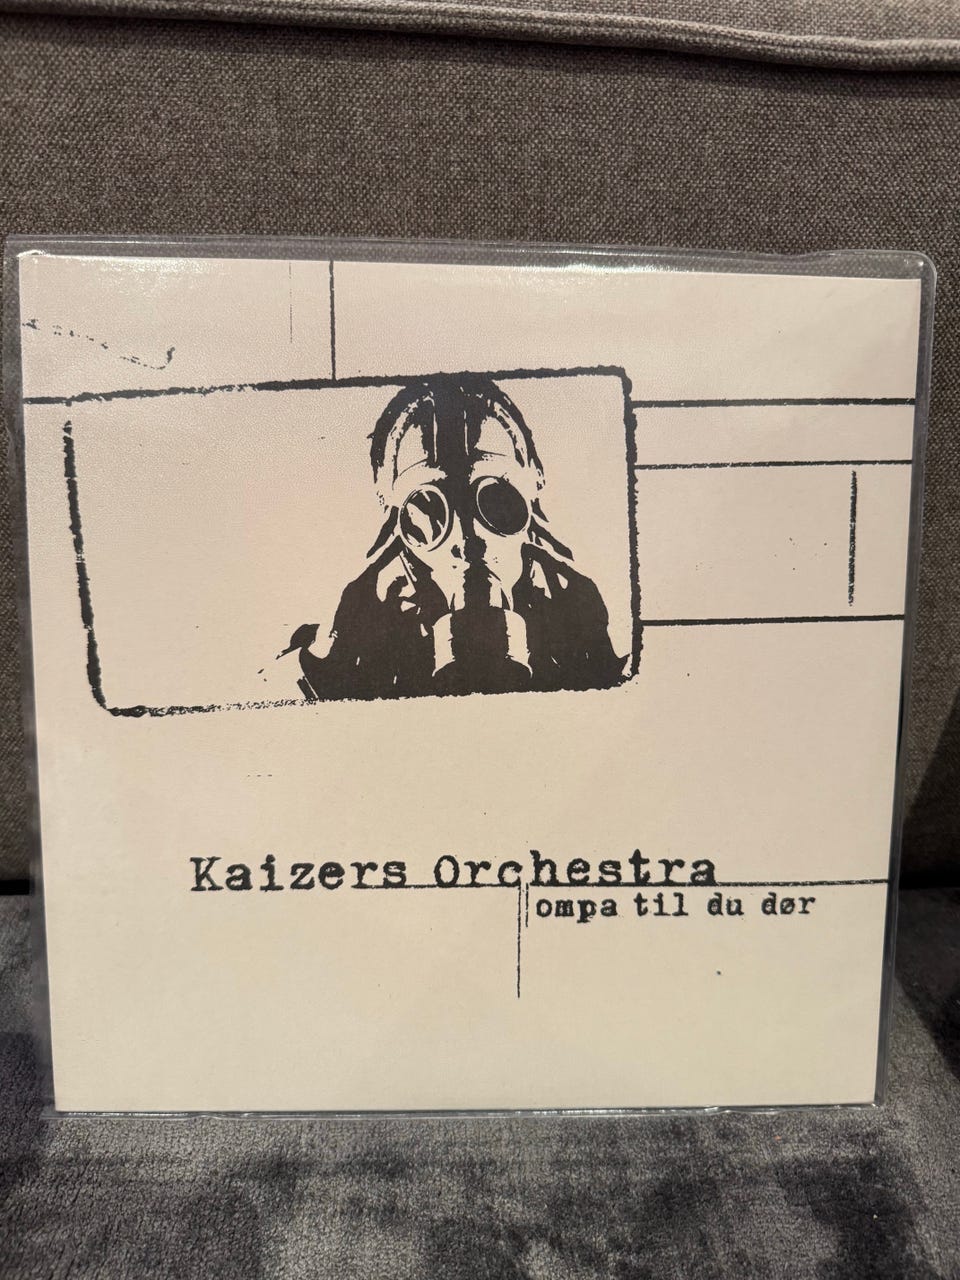 Kaizers Orchestra
ompa til du dør